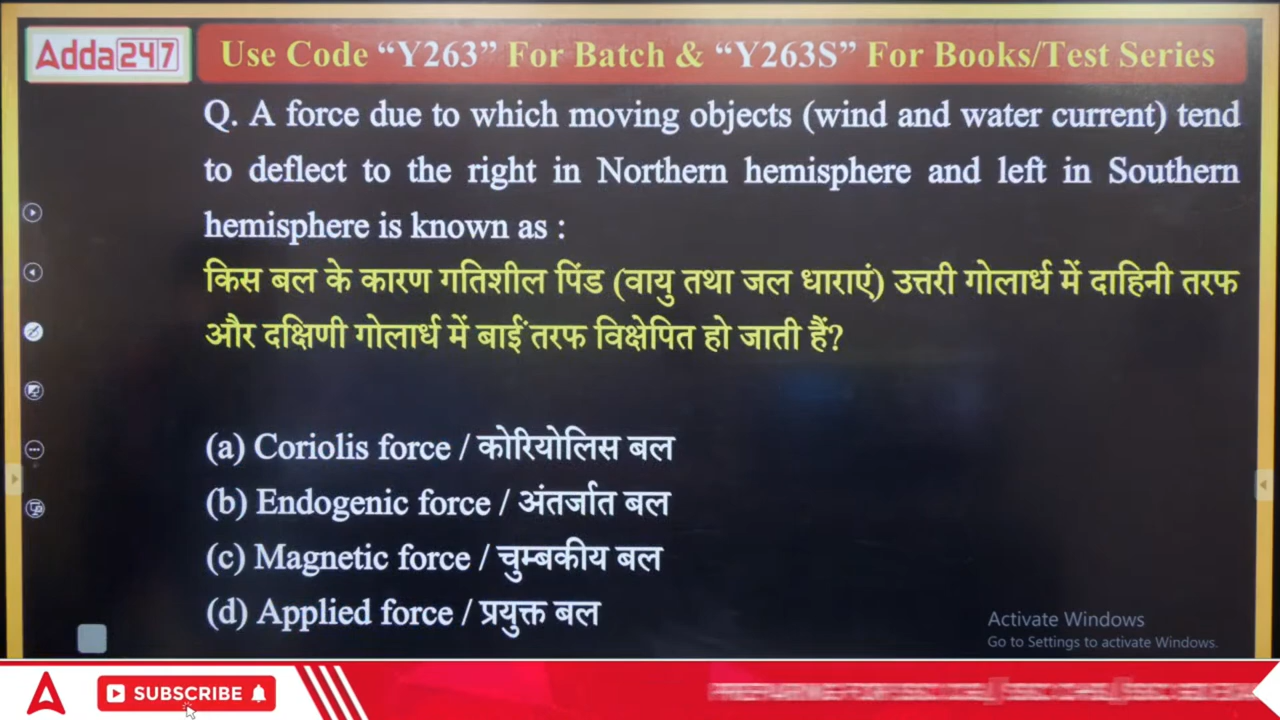 Adda247
Use Code “Y263” For Batch & “Y263S” For Books/Test Series
Q. A force due to which moving objects (wind and water current) tend
to deflect to the right in Northern hemisphere and left in Southern
hemisphere is known as :
किस बल के कारण गतिशील पिंड (वायु तथा जल धाराएं) उत्तरी गोलार्ध में दाहिनी तरफ
और दक्षिणी गोलार्ध में बाईं तरफ विक्षेपित हो जाती हैं?
(a) Coriolis force / कोरियोलिस बल
(b) Endogenic force / अंतर्जात बल
(c) Magnetic force / चुम्बकीय बल
(d) Applied force / प्रयुक्त बल
Activate Windows
Go to Settings to activate Windows.
SUBSCRIBE